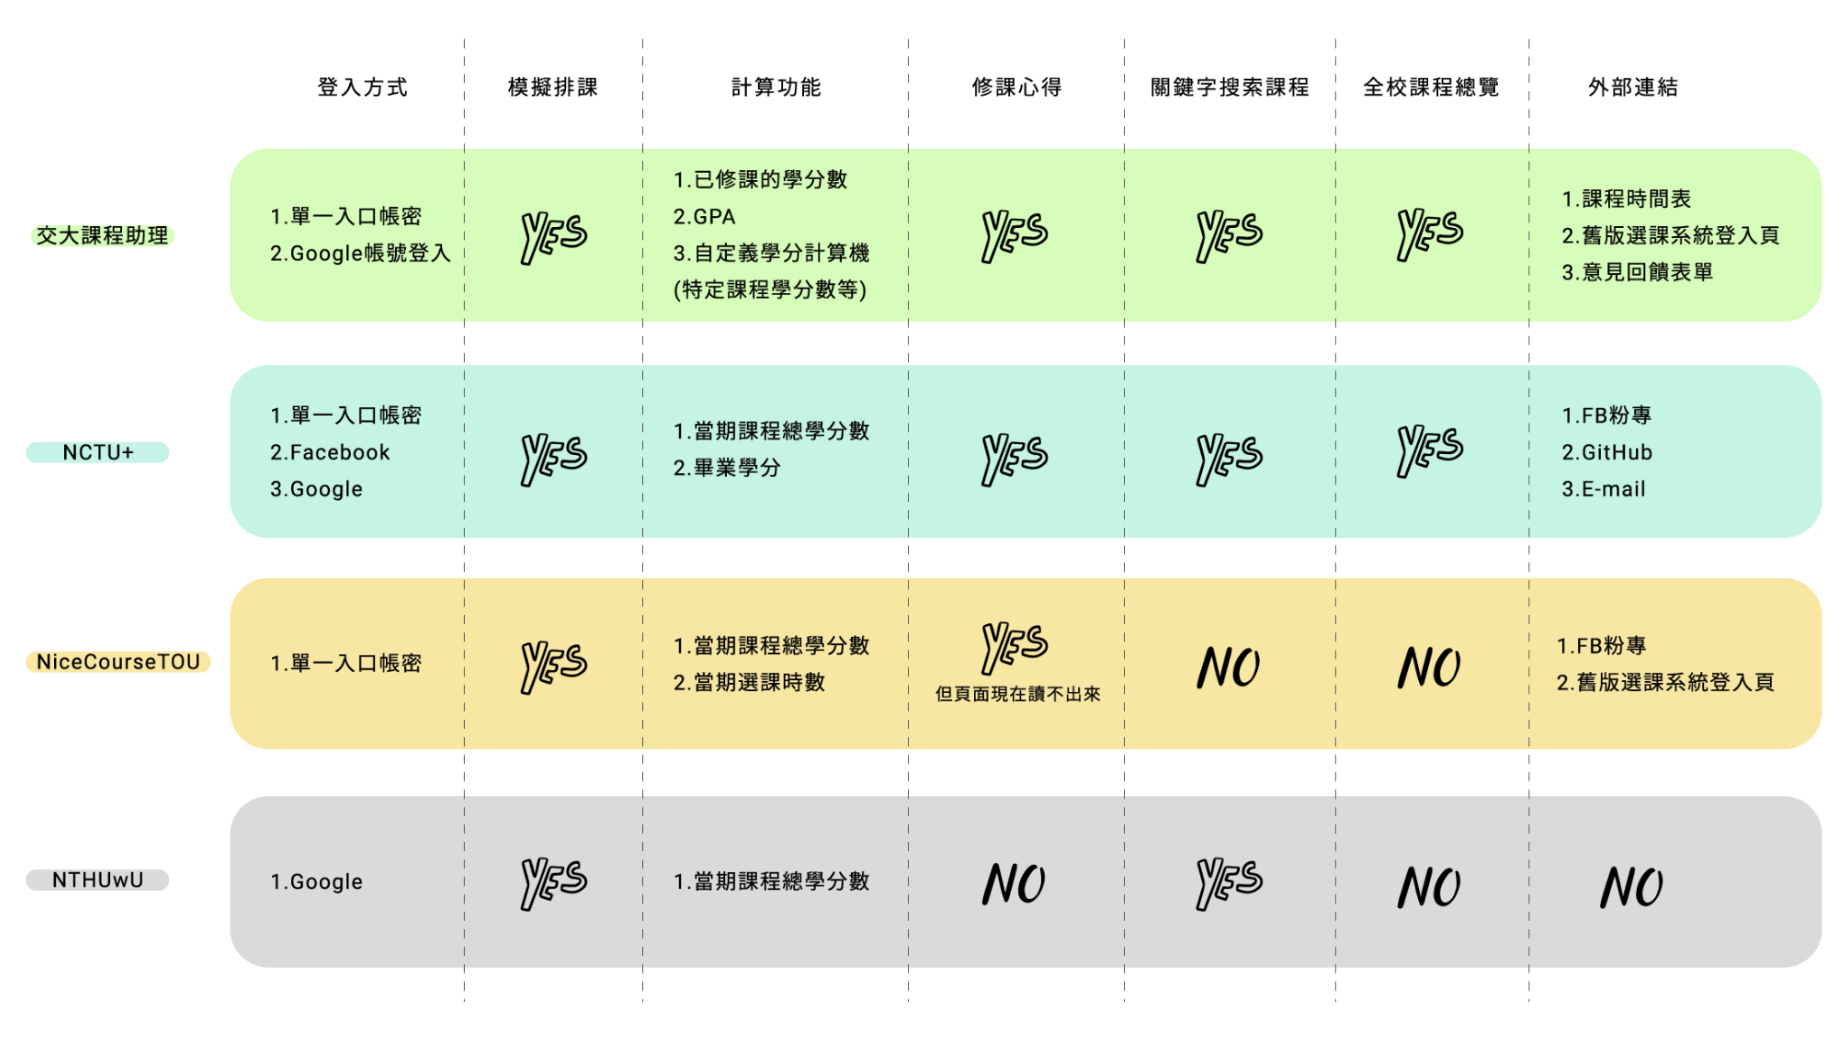 登入方式
模擬排課
計算功能
修課心得
關鍵字搜索課程
全校課程總覽
外部連結
交大課程助理
1.單一入口帳密
2.Google帳號登入
YES
1.已修課的學分數
2.GPA
3.自定義學分計算機
(特定課程學分數等)
YES
YES
YES
1.課程時間表
2.舊版選課系統登入頁
3.意見回饋表單
NCTU+
1.單一入口帳密
2.Facebook
3.Google
YES
1.當期課程總學分數
2.畢業學分
YES
YES
YES
1.FB粉專
2.GitHub
3.E-mail
NiceCourseTOU
1.單一入口帳密
YES
1.當期課程總學分數
2.當期選課時數
YES
但頁面現在讀不出來
NO
NO
1.FB粉專
2.舊版選課系統登入頁
NTHUwU
1.Google
YES
1.當期課程總學分數
NO
YES
NO
NO